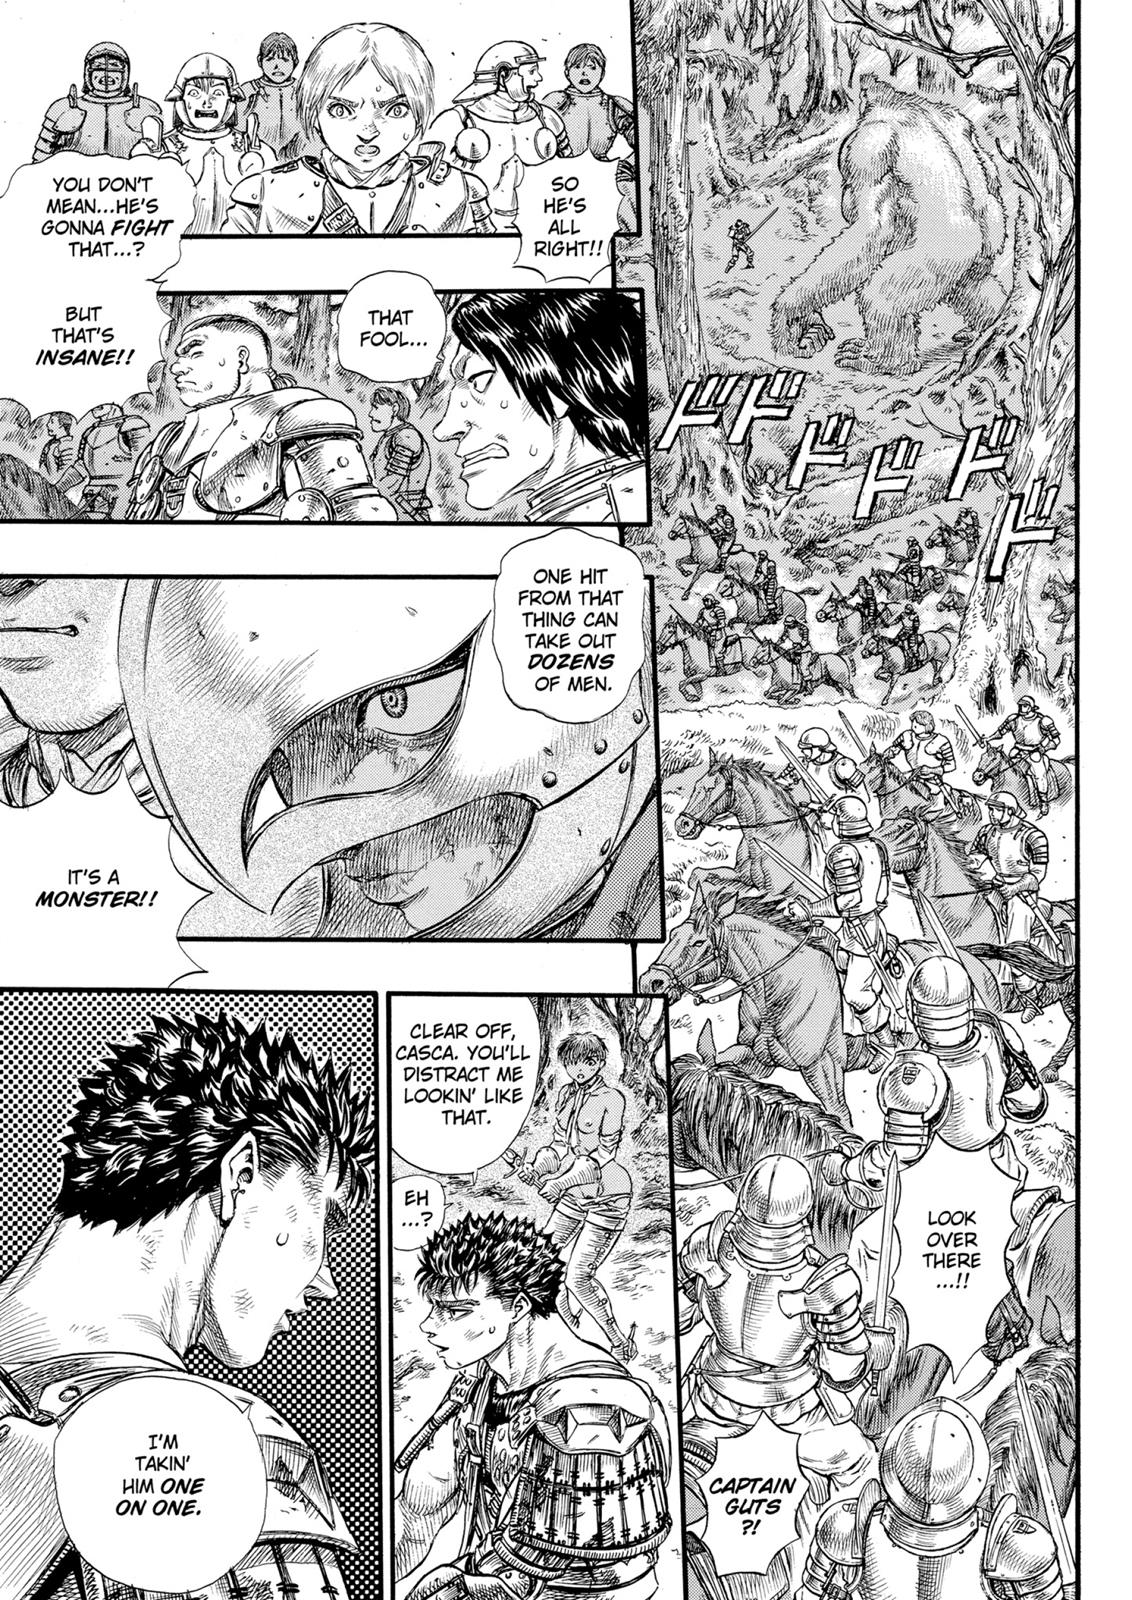 ドドドドドドド
LOOK
OVER
THERE
...!!
CAPTAIN
GUTS
?!
SO
HE'S
ALL
RIGHT!!
YOU DON'T
MEAN...HE'S
GONNA FIGHT
THAT...?
THAT
FOOL...
BUT
THAT'S
INSANE!!
ONE HIT
FROM THAT
THING CAN
TAKE OUT
DOZENS
OF MEN.
IT'S A
MONSTER!!
CLEAR OFF,
CASCA. YOU'LL
DISTRACT ME
LOOKIN' LIKE
THAT.
EH
...?
I'M
TAKIN'
HIM ONE
ON ONE.